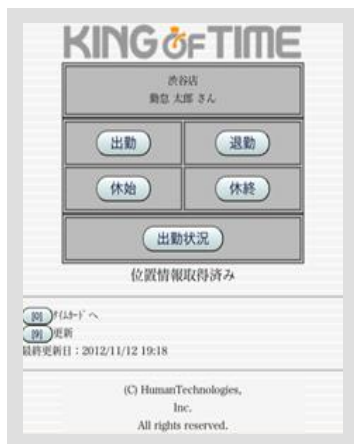 KING OF TIME
渋谷店
勤怠 太郎 さん
出勤 退勤
休始 休終
出勤状況
位置情報取得済み
[0] ﾀｲﾑｶｰﾄﾞ へ
[9] 更新
最終更新日：2012/11/12 19:18
(C) HumanTechnologies,
Inc.
All rights reserved.